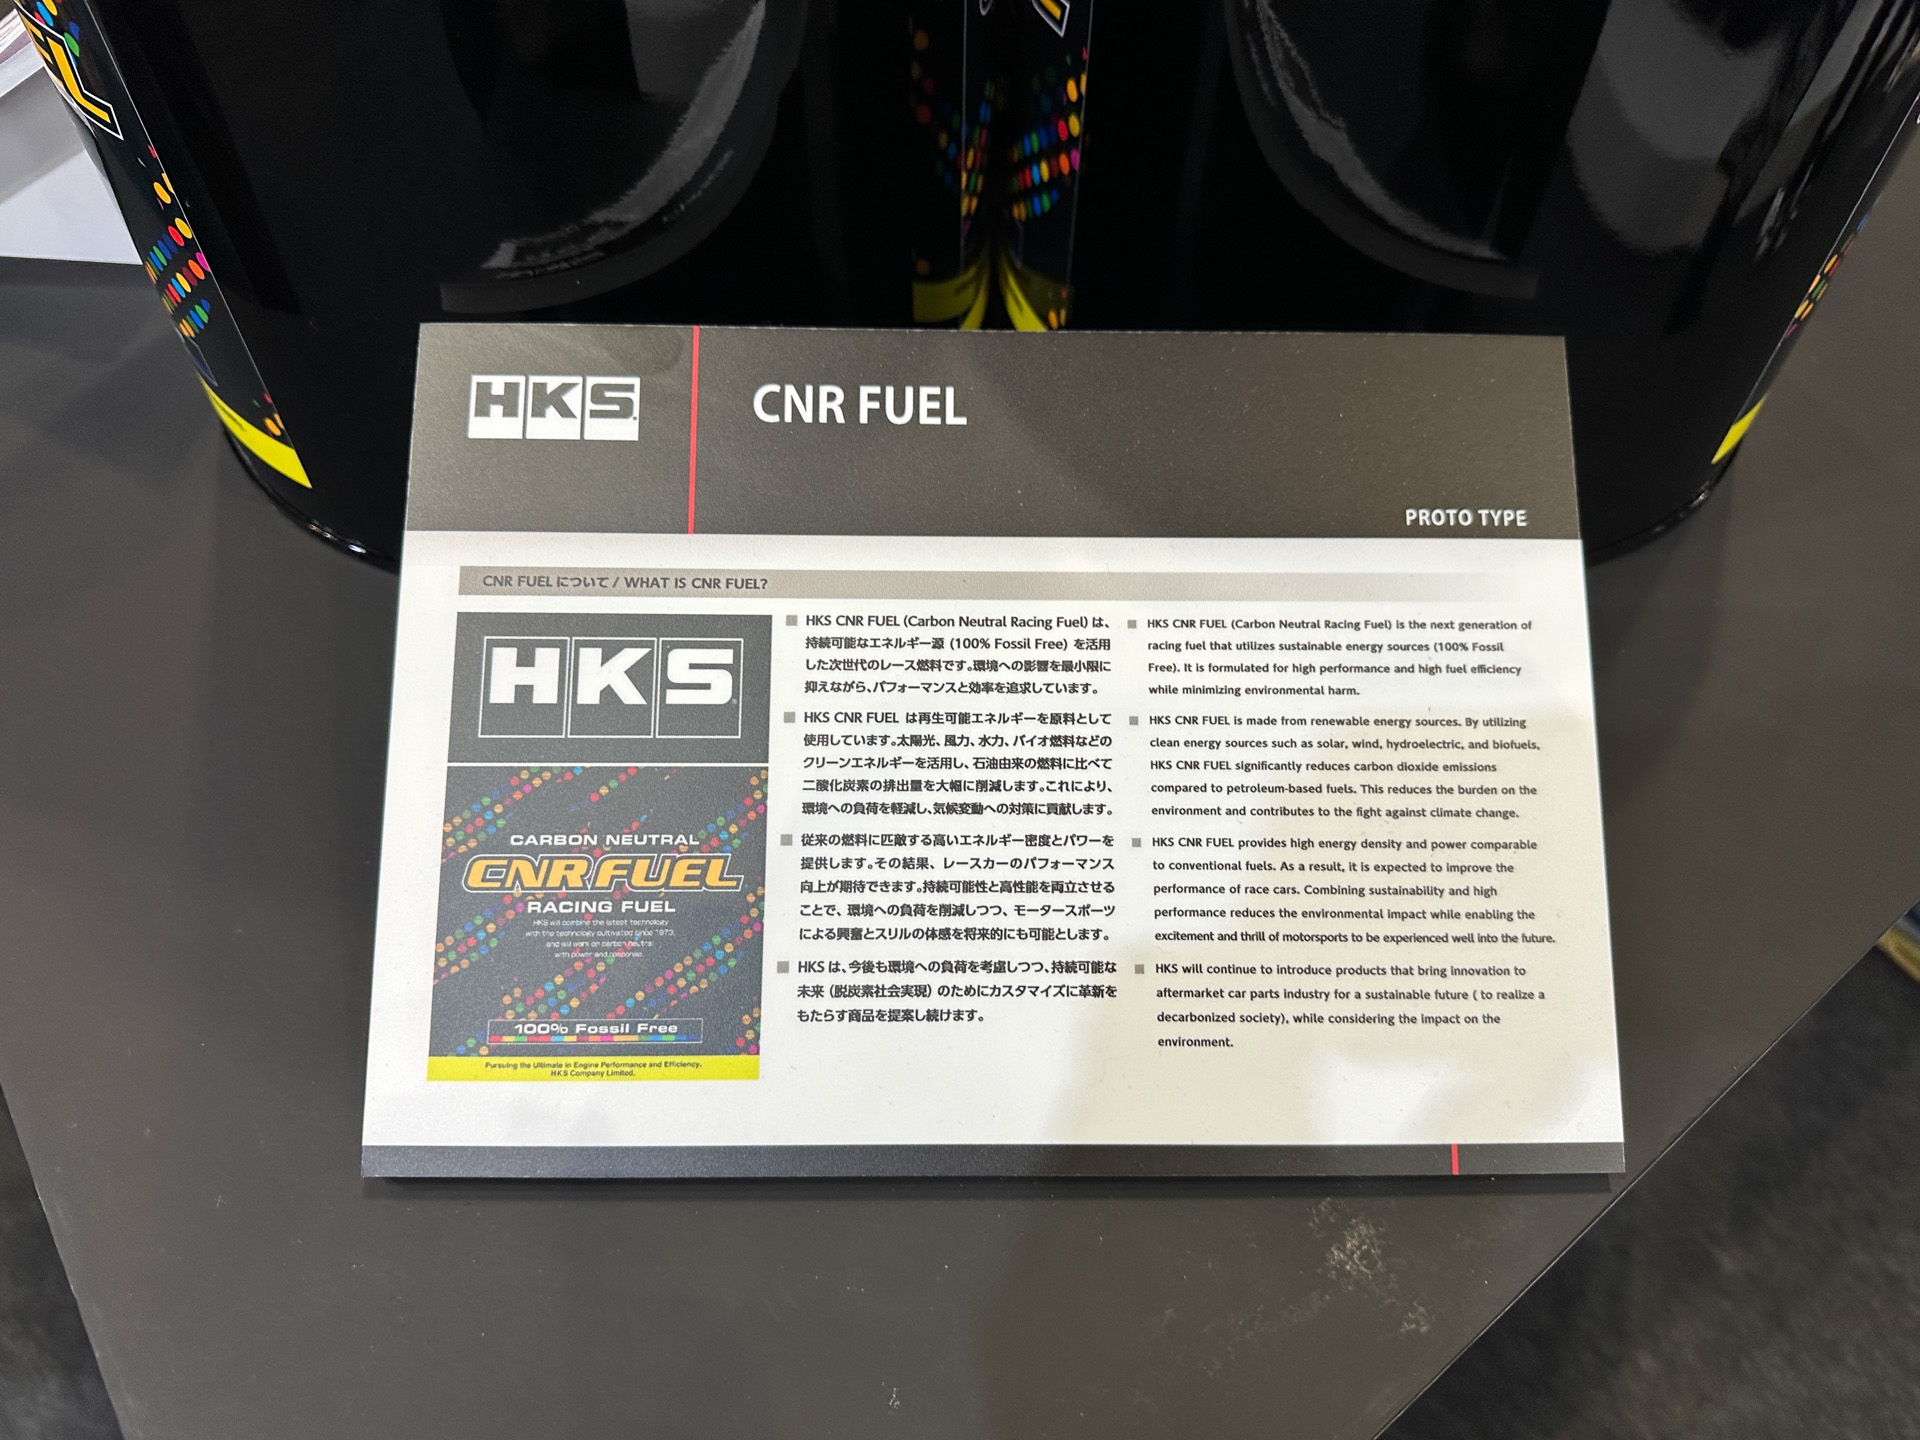 HKS
CNR FUEL
PROTO TYPE
CNR FUELについて / WHAT IS CNR FUEL?
HKS
CARBON NEUTRAL
CNR FUEL
RACING FUEL
HKS will combine the latest technology
with the technology cultivated since 1973,
and will work on carbon neutral
with power and response.
100% Fossil Free
Pursuing the Ultimate in Engine Performance and Efficiency.
HKS Company Limited.
HKS CNR FUEL (Carbon Neutral Racing Fuel) は、
持続可能なエネルギー源 (100% Fossil Free) を活用
した次世代のレース燃料です。環境への影響を最小限に
抑えながら、パフォーマンスと効率を追求しています。
HKS CNR FUEL は再生可能エネルギーを原料として
使用しています。太陽光、風力、水力、バイオ燃料などの
クリーンエネルギーを活用し、石油由来の燃料に比べて
二酸化炭素の排出量を大幅に削減します。これにより、
環境への負荷を軽減し、気候変動への対策に貢献します。
従来の燃料に匹敵する高いエネルギー密度とパワーを
提供します。その結果、レースカーのパフォーマンス
向上が期待できます。持続可能性と高性能を両立させる
ことで、環境への負荷を削減しつつ、モータースポーツ
による興奮とスリルの体感を将来的にも可能とします。
HKS は、今後も環境への負荷を考慮しつつ、持続可能な
未来 (脱炭素社会実現) のためにカスタマイズに革新を
もたらす商品を提案し続けます。
HKS CNR FUEL (Carbon Neutral Racing Fuel) is the next generation of
racing fuel that utilizes sustainable energy sources (100% Fossil
Free). It is formulated for high performance and high fuel efficiency
while minimizing environmental harm.
HKS CNR FUEL is made from renewable energy sources. By utilizing
clean energy sources such as solar, wind, hydroelectric, and biofuels,
HKS CNR FUEL significantly reduces carbon dioxide emissions
compared to petroleum-based fuels. This reduces the burden on the
environment and contributes to the fight against climate change.
HKS CNR FUEL provides high energy density and power comparable
to conventional fuels. As a result, it is expected to improve the
performance of race cars. Combining sustainability and high
performance reduces the environmental impact while enabling the
excitement and thrill of motorsports to be experienced well into the future.
HKS will continue to introduce products that bring innovation to
aftermarket car parts industry for a sustainable future ( to realize a
decarbonized society), while considering the impact on the
environment.